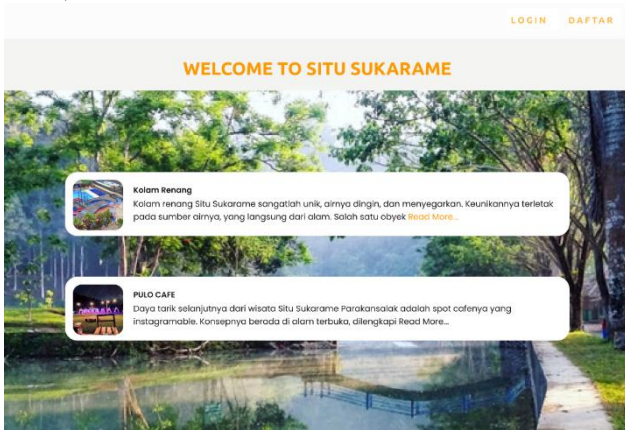 LOGIN DAFTAR
WELCOME TO SITU SUKARAME
Kolam Renang
Kolam renang Situ Sukarame sangatlah unik, airnya dingin, dan menyegarkan. Keunikannya terletak
pada sumber airnya, yang langsung dari alam. Salah satu obyek Read More...
PULO CAFE
Daya tarik selanjutnya dari wisata Situ Sukarame Parakansalak adalah spot cafenya yang
instagramable. Konsepnya berada di alam terbuka, dilengkapi Read More...